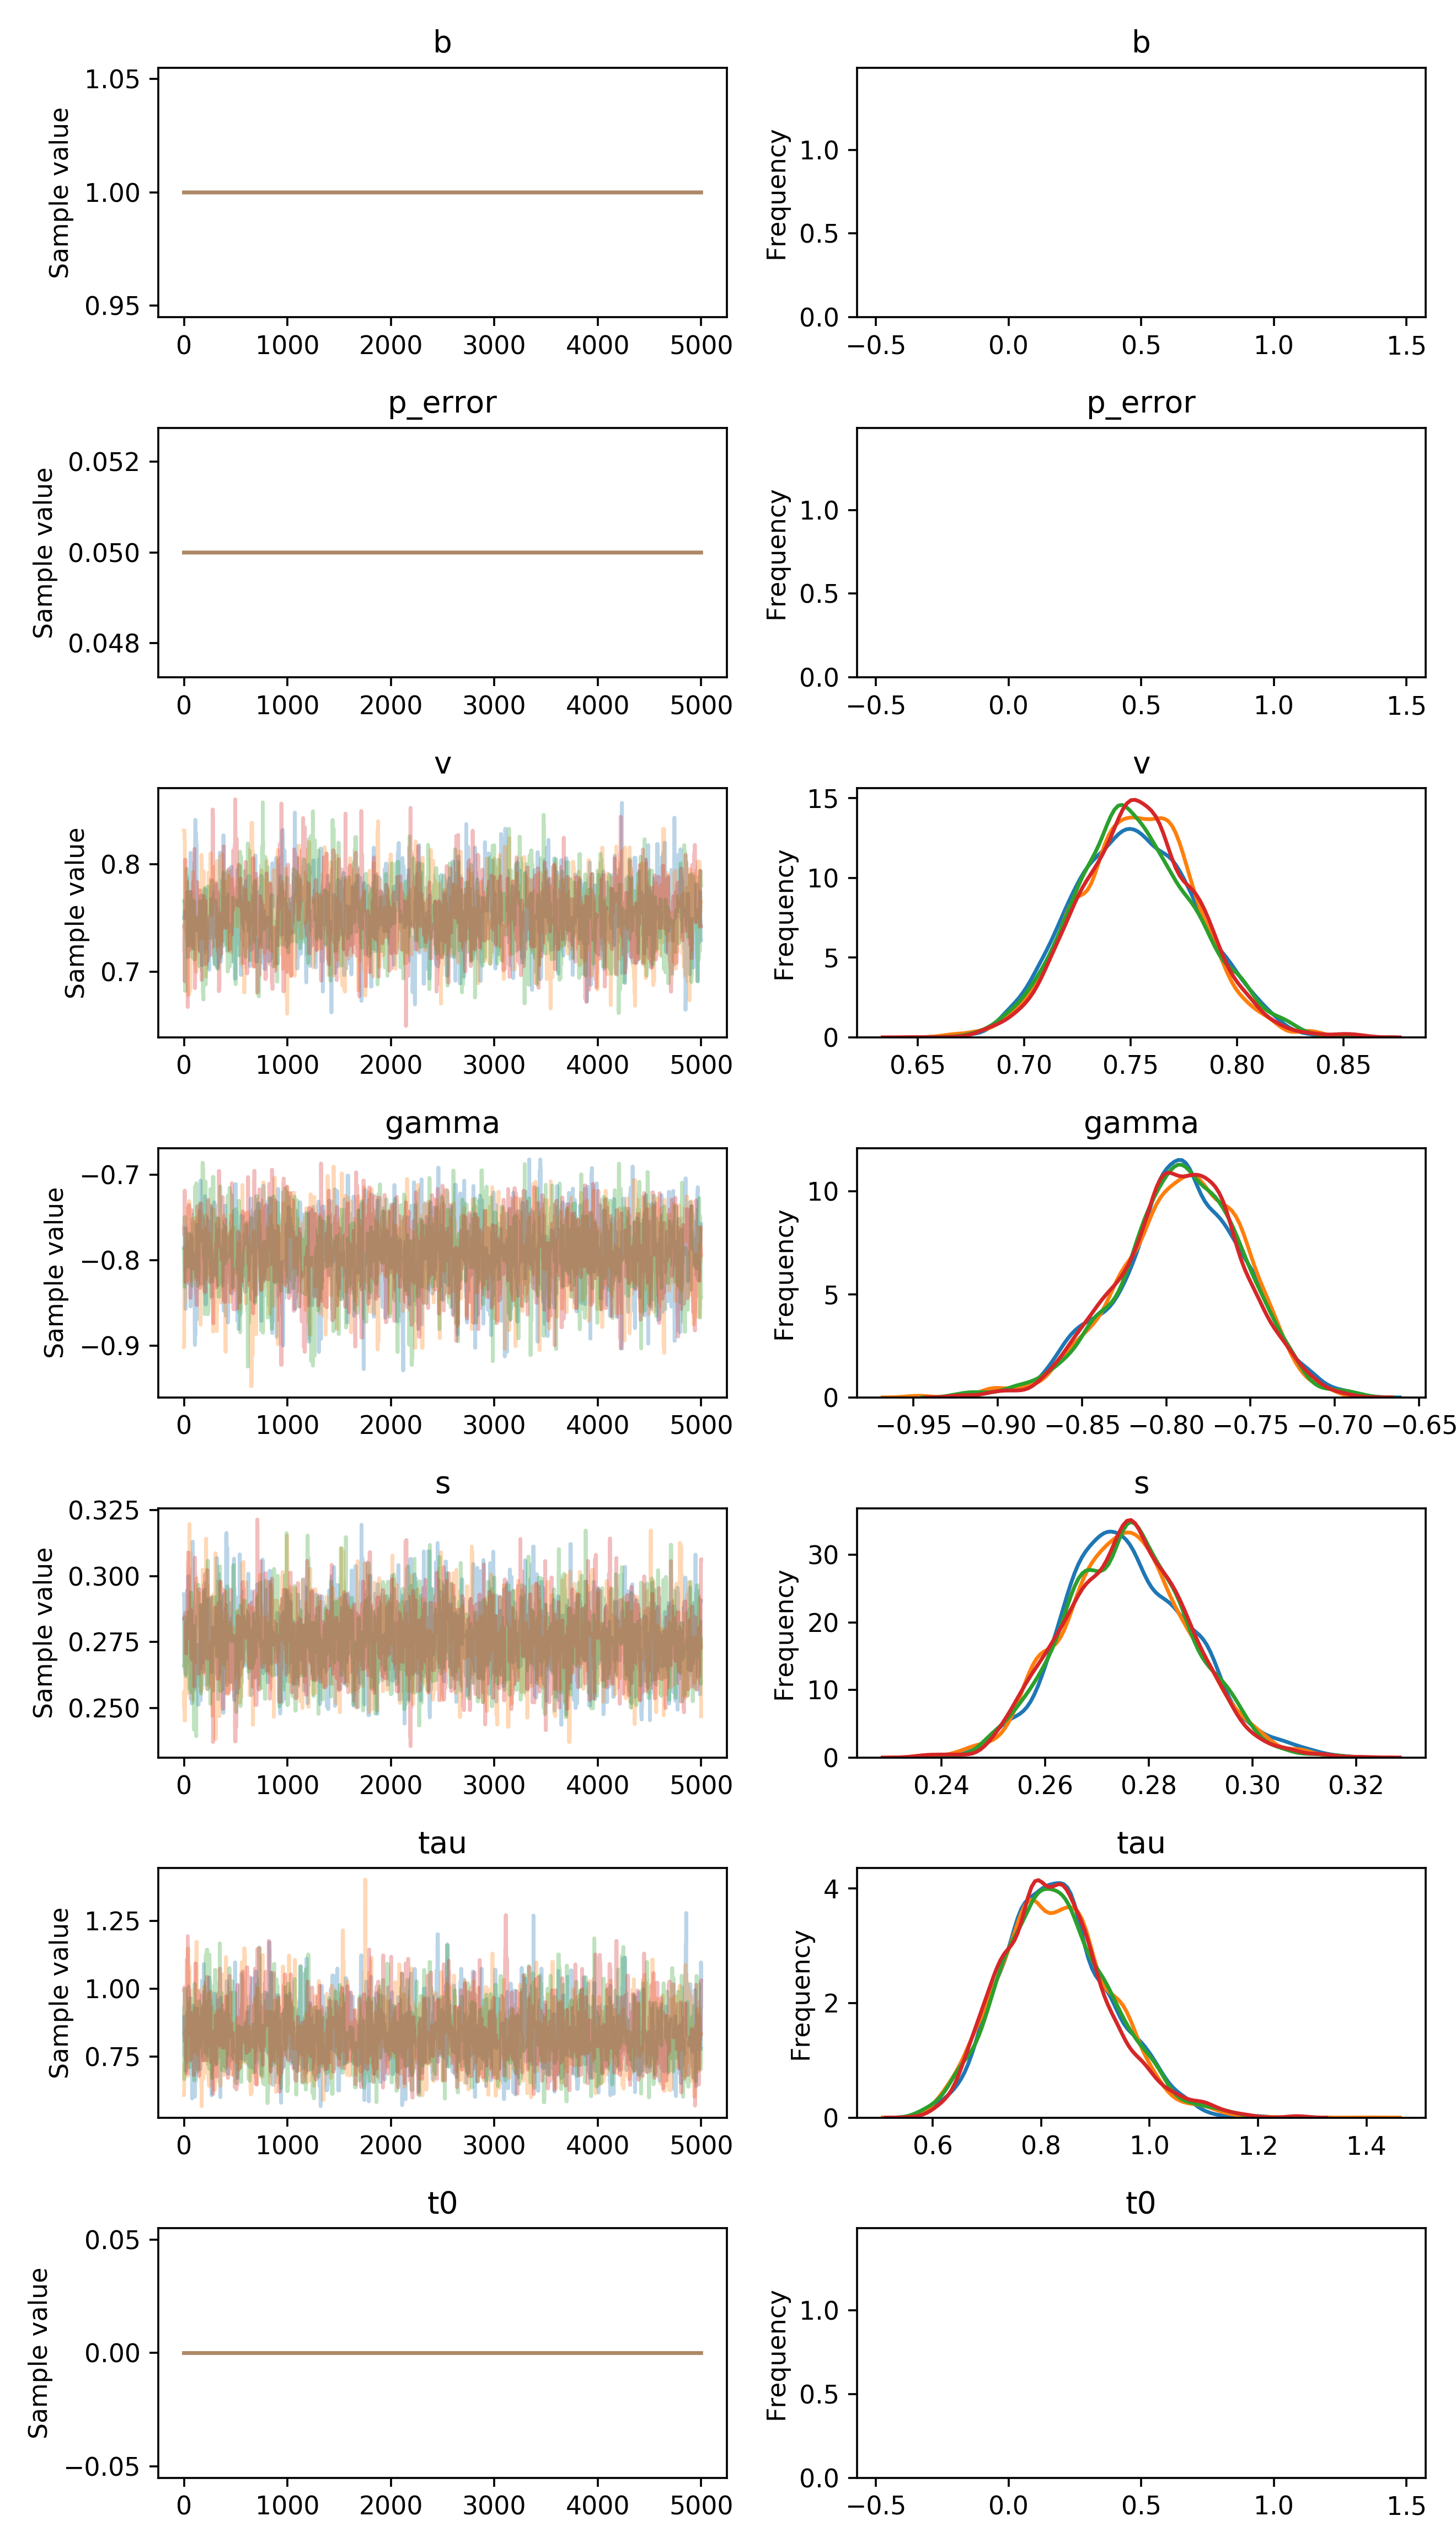 b
b
Sample value
1.05
1.00
0.95
0 1000 2000 3000 4000 5000
Frequency
1.0
0.5
0.0
−0.5 0.0 0.5 1.0 1.5
p_error
p_error
Sample value
0.052
0.050
0.048
0 1000 2000 3000 4000 5000
Frequency
1.0
0.5
0.0
−0.5 0.0 0.5 1.0 1.5
v
v
Sample value
0.8
0.7
0 1000 2000 3000 4000 5000
Frequency
15
10
5
0
0.65 0.70 0.75 0.80 0.85
gamma
gamma
Sample value
−0.7
−0.8
−0.9
0 1000 2000 3000 4000 5000
Frequency
10
5
0
−0.95 −0.90 −0.85 −0.80 −0.75 −0.70 −0.65
s
s
Sample value
0.325
0.300
0.275
0.250
0 1000 2000 3000 4000 5000
Frequency
30
20
10
0
0.24 0.26 0.28 0.30 0.32
tau
tau
Sample value
1.25
1.00
0.75
0 1000 2000 3000 4000 5000
Frequency
4
2
0
0.6 0.8 1.0 1.2 1.4
t0
t0
Sample value
0.05
0.00
−0.05
0 1000 2000 3000 4000 5000
Frequency
1.0
0.5
0.0
−0.5 0.0 0.5 1.0 1.5